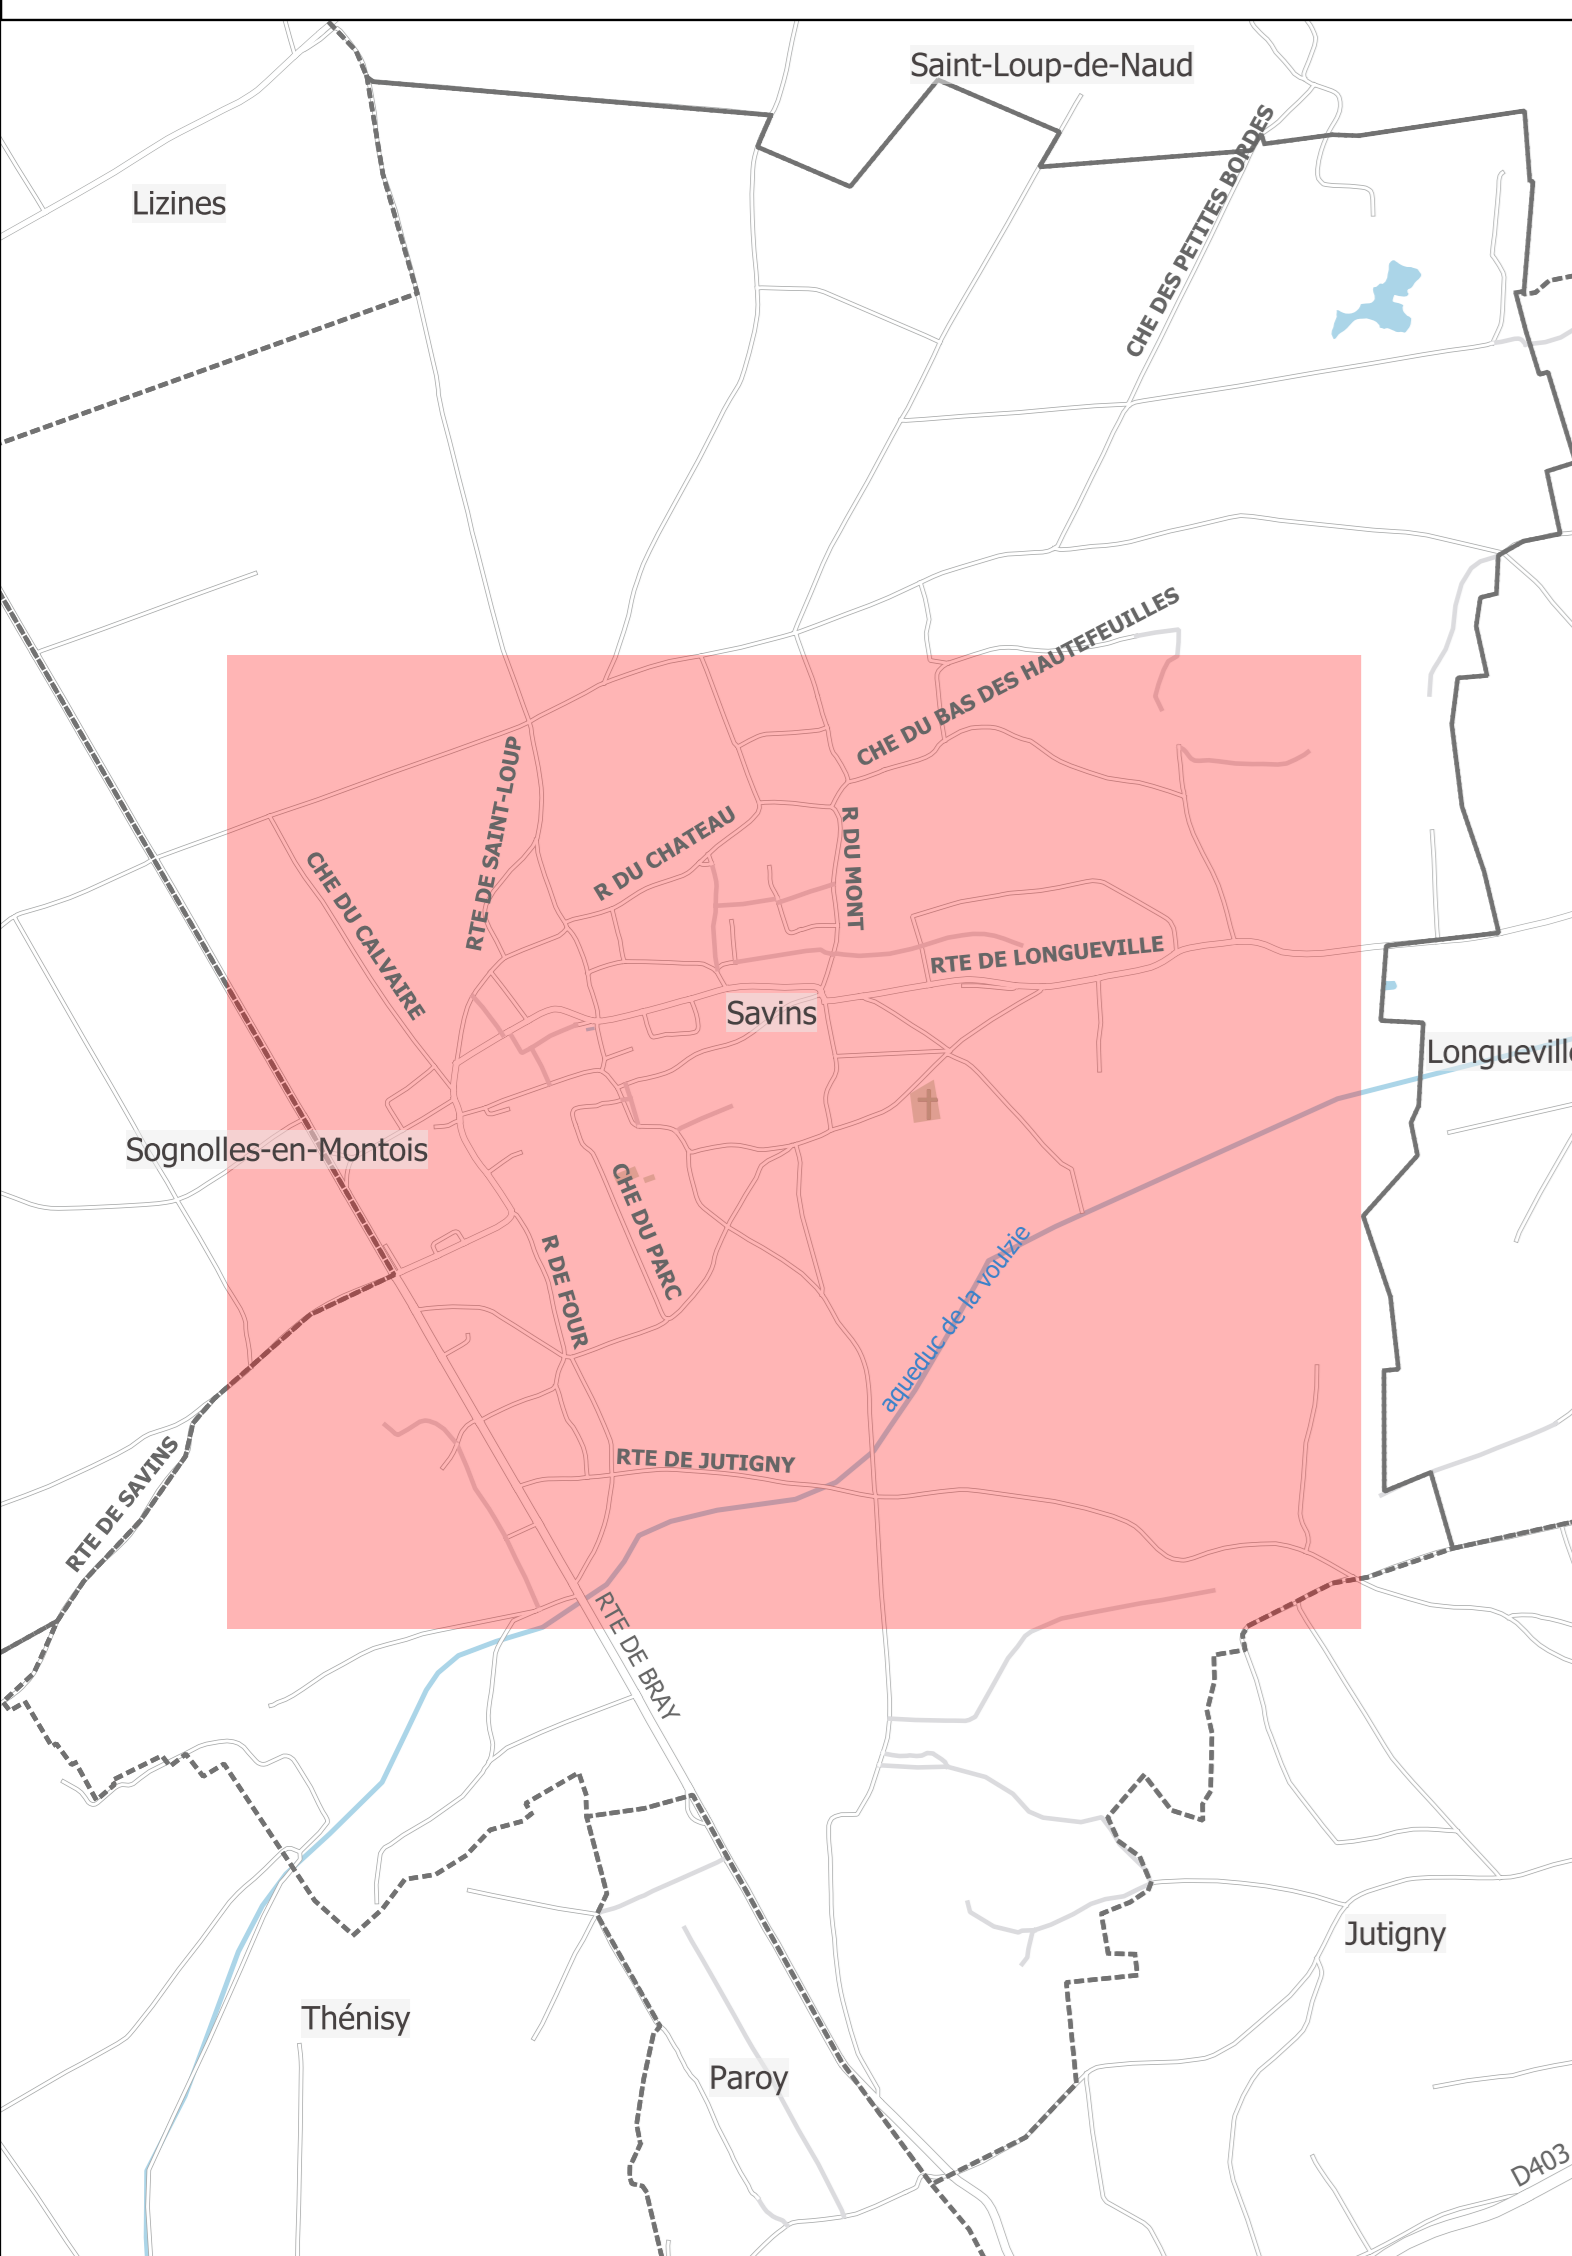 Saint-Loup-de-Naud
CHE DES PETITES BORDES
Lizines
CHE DU BAS DES HAUTEFEUILLES
RTE DE SAINT-LOUP
R DU CHATEAU
R DU MONT
CHE DU CALVAIRE
RTE DE LONGUEVILLE
Savins
Longueville
Sognolles-en-Montois
CHE DU PARC
R DE FOUR
aqueduc de la voulzie
RTE DE JUTIGNY
RTE DE SAVINS
RTE DE BRAY
Jutigny
Thénisy
Paroy
D403